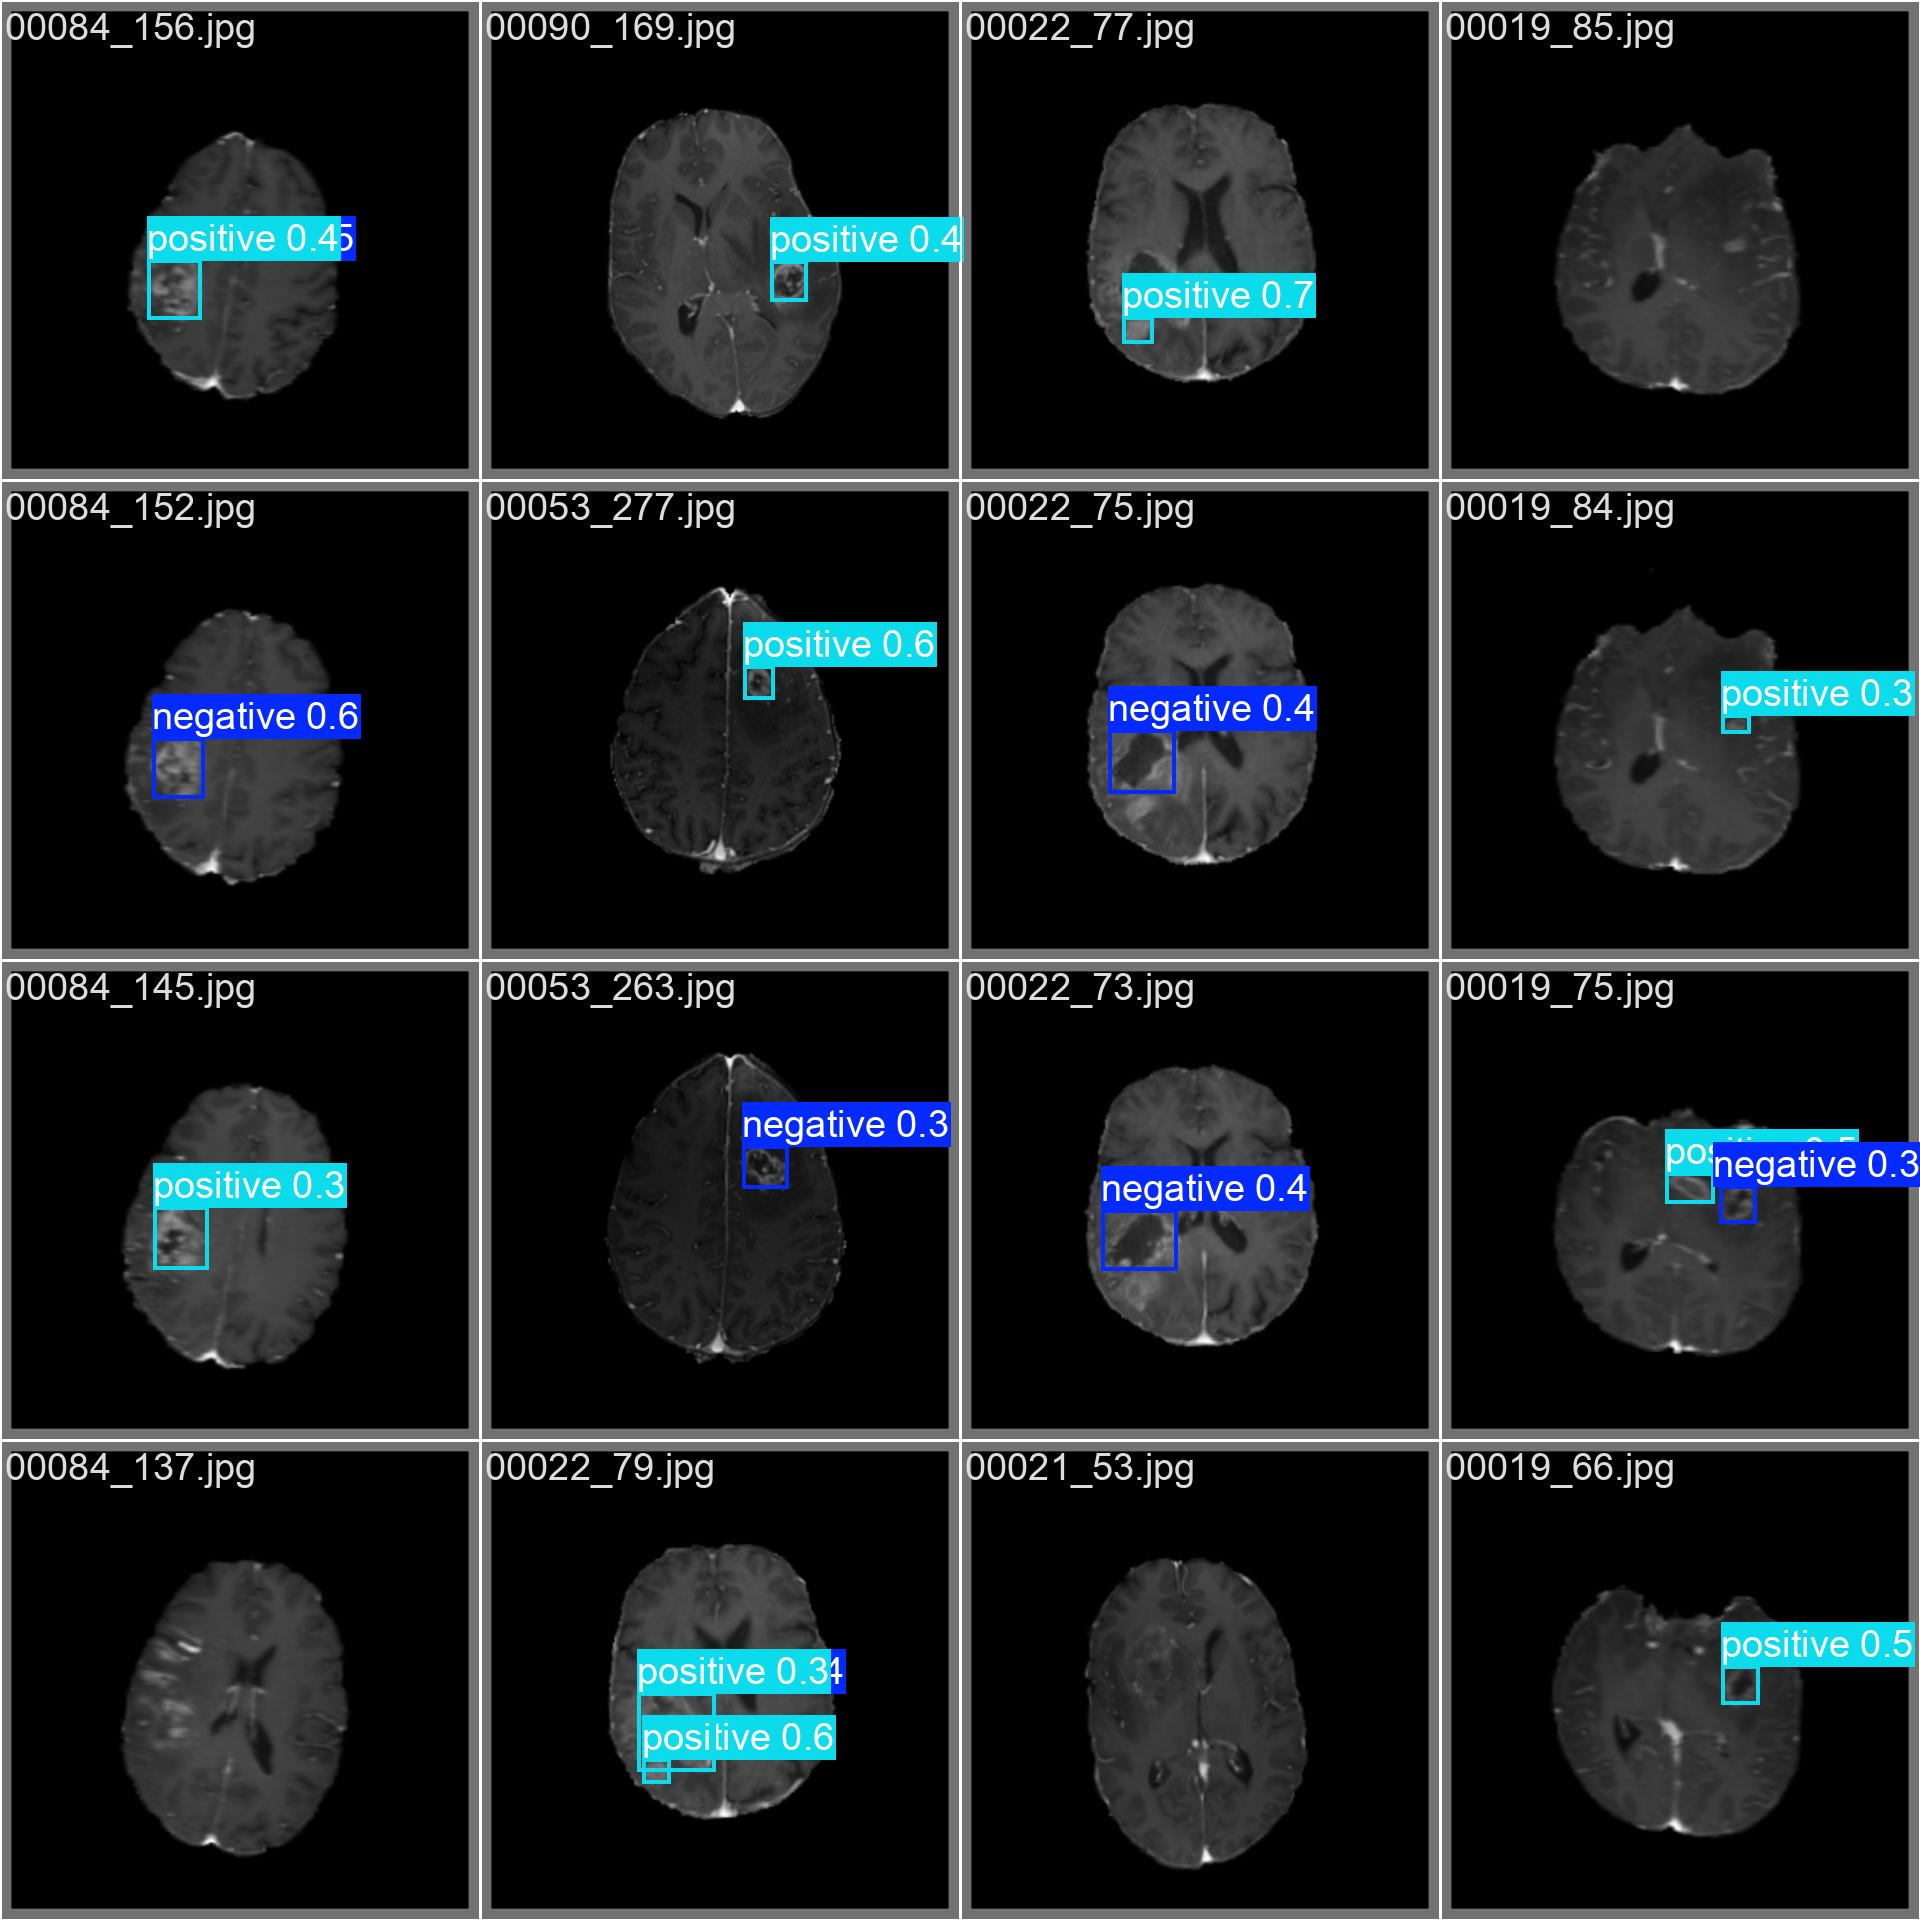 00084_156.jpg
positive 0.45
00090_169.jpg
positive 0.4
00022_77.jpg
positive 0.7
00019_85.jpg
00084_152.jpg
negative 0.6
00053_277.jpg
positive 0.6
00022_75.jpg
negative 0.4
00019_84.jpg
positive 0.3
00084_145.jpg
positive 0.3
00053_263.jpg
negative 0.3
00022_73.jpg
negative 0.4
00019_75.jpg
negative 0.3
00084_137.jpg
00022_79.jpg
positive 0.34
positive 0.6
00021_53.jpg
00019_66.jpg
positive 0.5